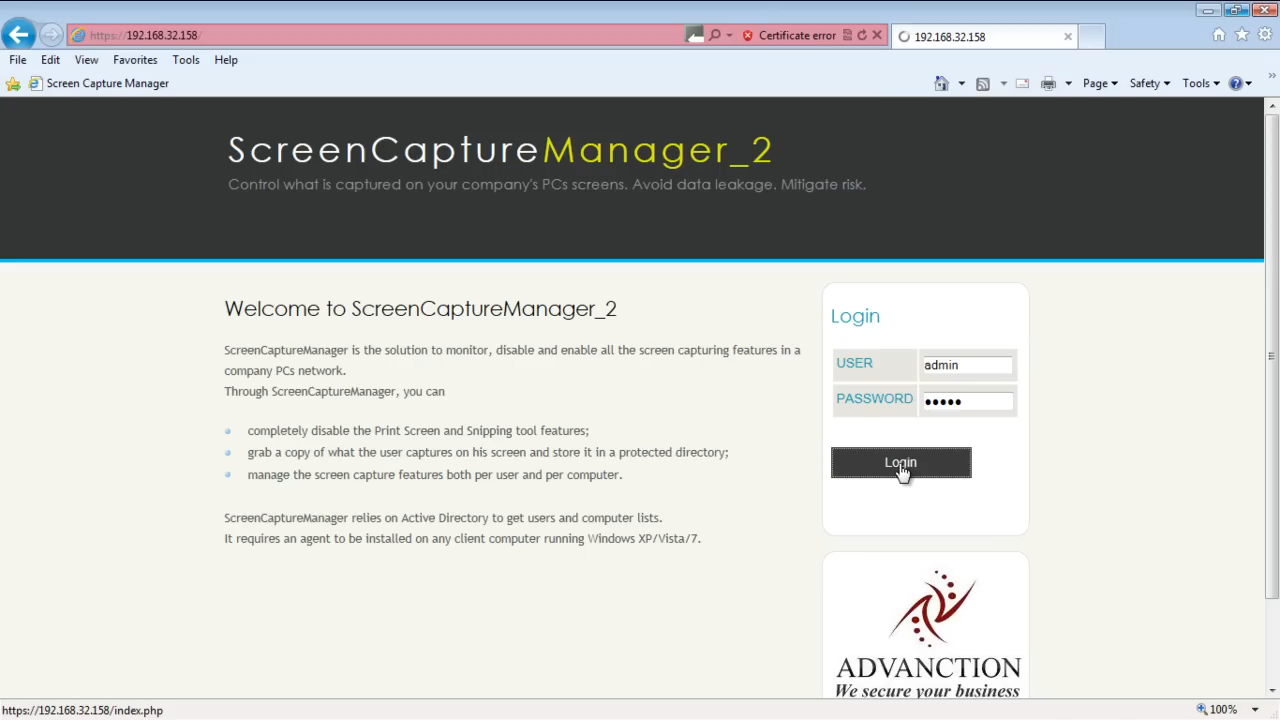 https://192.168.32.158/
Certificate error
192.168.32.158
File Edit View Favorites Tools Help
Screen Capture Manager
Page Safety Tools
ScreenCaptureManager_2
Control what is captured on your company's PCs screens. Avoid data leakage. Mitigate risk.
Welcome to ScreenCaptureManager_2
ScreenCaptureManager is the solution to monitor, disable and enable all the screen capturing features in a
company PCs network.
Through ScreenCaptureManager, you can
completely disable the Print Screen and Snipping tool features;
grab a copy of what the user captures on his screen and store it in a protected directory;
manage the screen capture features both per user and per computer.
ScreenCaptureManager relies on Active Directory to get users and computer lists.
It requires an agent to be installed on any client computer running Windows XP/Vista/7.
Login
USER admin
PASSWORD •••••
Login
ADVANCTION
We secure your business
https://192.168.32.158/index.php
100%